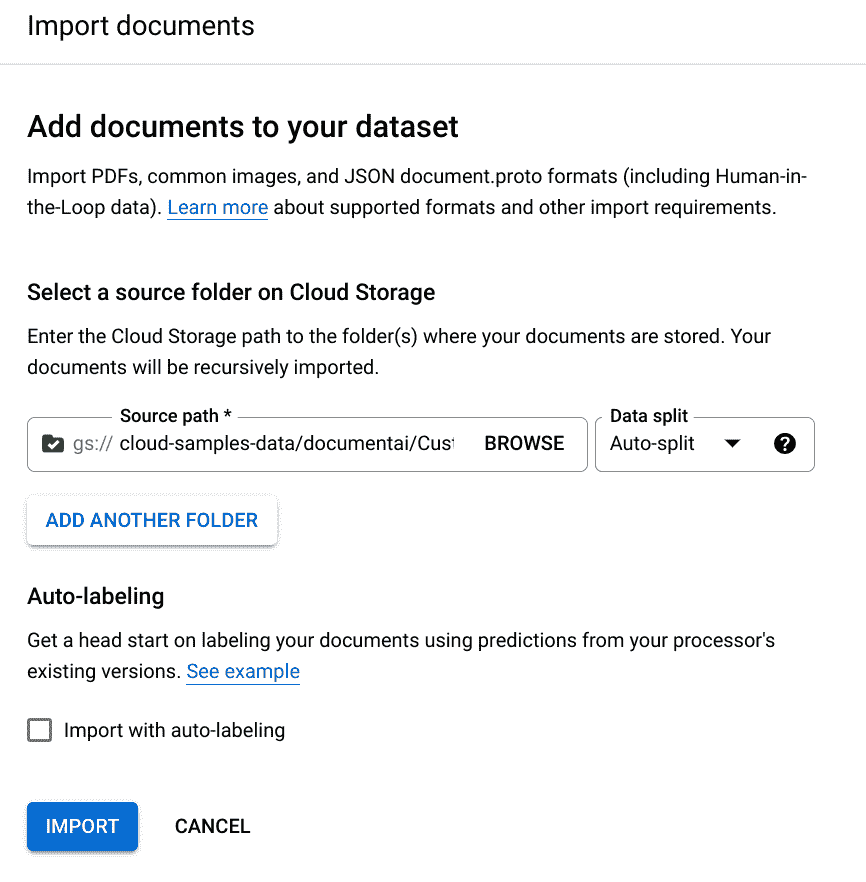 Import documents
Add documents to your dataset
Import PDFs, common images, and JSON document.proto formats (including Human-in-
the-Loop data). Learn more about supported formats and other import requirements.
Select a source folder on Cloud Storage
Enter the Cloud Storage path to the folder(s) where your documents are stored. Your
documents will be recursively imported.
Source path * Data split
gs:// cloud-samples-data/documentai/Cust BROWSE Auto-split
ADD ANOTHER FOLDER
Auto-labeling
Get a head start on labeling your documents using predictions from your processor's
existing versions. See example
Import with auto-labeling
IMPORT CANCEL